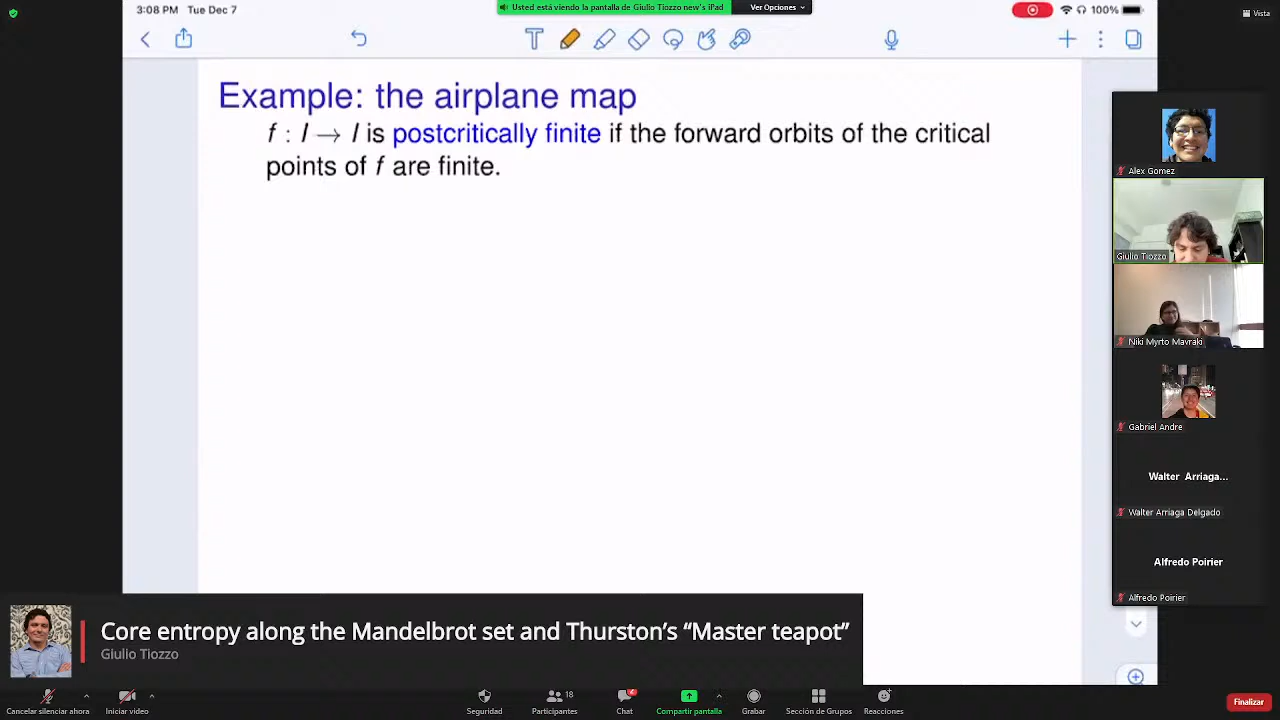 3:08 PM Tue Dec 7
Usted está viendo la pantalla de Giulio Tiozzo new's iPad
Ver Opciones
100%
Vista
Example: the airplane map
f : I → I is postcritically finite if the forward orbits of the critical
points of f are finite.
Alex Gomez
Giulio Tiozzo
Niki Myrto Mavraki
Gabriel Andre
Walter Arriaga...
Walter Arriaga Delgado
Alfredo Poirier
Alfredo Poirier
Core entropy along the Mandelbrot set and Thurston's “Master teapot”
Giulio Tiozzo
Cancelar silenciar ahora
Iniciar video
Seguridad
18
Participantes
2
Chat
Compartir pantalla
Grabar
Sección de Grupos
Reacciones
Finalizar